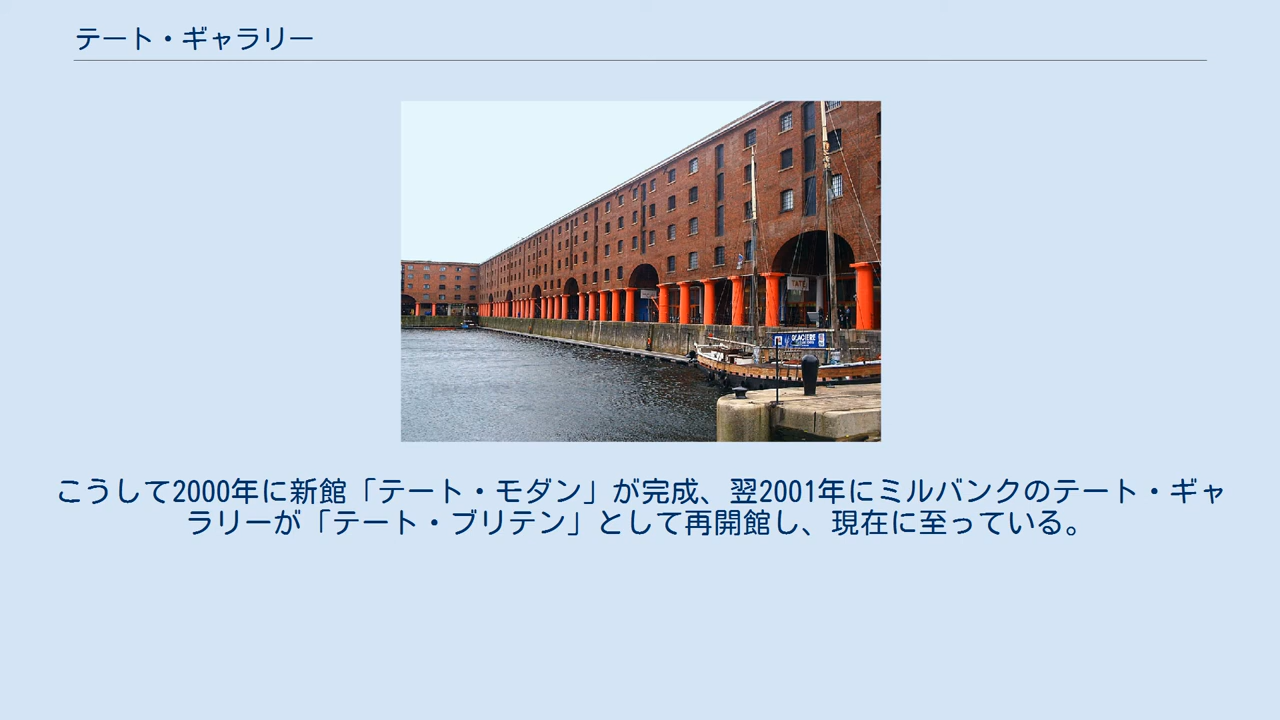 テート・ギャラリー
TATE
GLACIERE
こうして2000年に新館「テート・モダン」が完成、翌2001年にミルバンクのテート・ギャ
ラリーが「テート・ブリテン」として再開館し、現在に至っている。